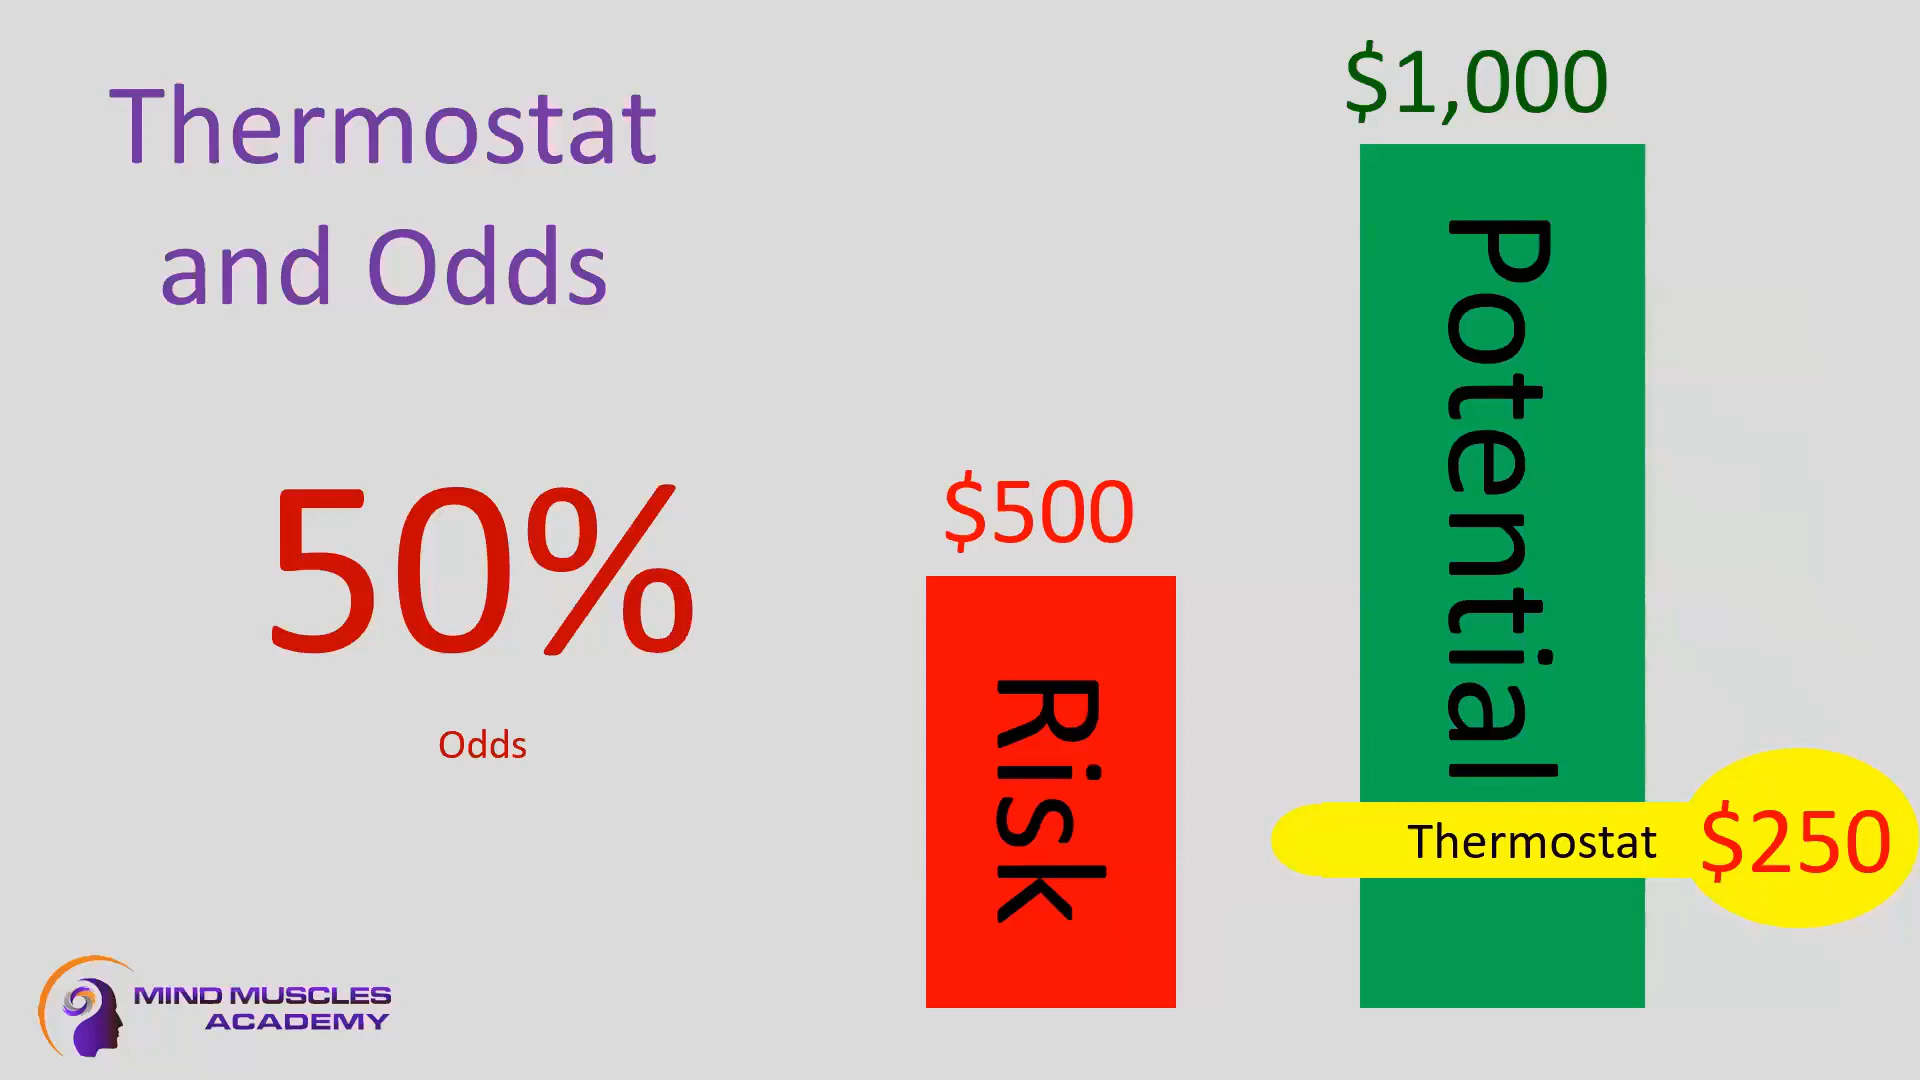 Thermostat
and Odds
50%
Odds
$500
Risk
$1,000
Potential
Thermostat
$250
MIND MUSCLES
ACADEMY